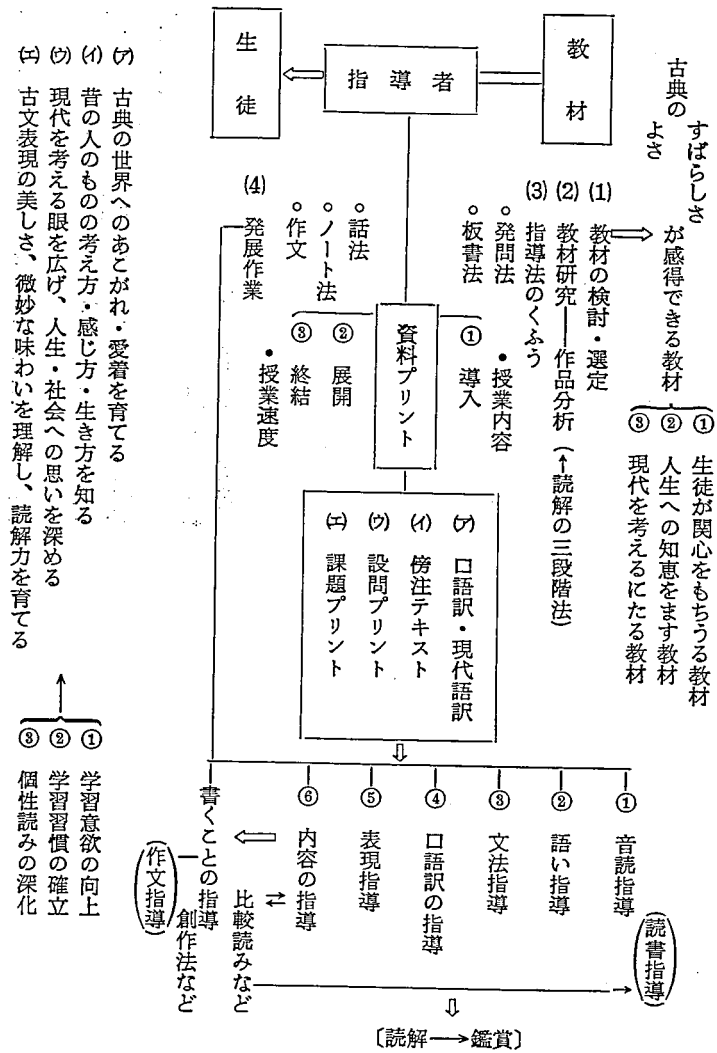 古典の
すばらしさ
よさ
が感得できる教材
① 生徒が関心をもちうる教材
② 人生への知恵をます教材
③ 現代を考えるにたる教材
教材
指導者
生徒
(1) 教材の検討・選定
(2) 教材研究――作品分析(←読解の三段階法)
(3) 指導法のくふう
○発問法
○板書法
○話法
○ノート法
○作文
(4) 発展作業
•授業内容
① 導入
② 展開
③ 終結
•授業速度
資料プリント
(ア) 口語訳・現代語訳
(イ) 傍注テキスト
(ウ) 設問プリント
(エ) 課題プリント
① 音読指導
② 語い指導
③ 文法指導
④ 口語訳の指導
⑤ 表現指導
⑥ 内容の指導
比較読みなど
書くことの指導
創作法など
(作文指導)
(読書指導)
〔読解→鑑賞〕
(ア) 古典の世界へのあこがれ・愛着を育てる
(イ) 昔の人のものの考え方・感じ方・生き方を知る
(ウ) 現代を考える眼を広げ、人生・社会への思いを深める
(エ) 古文表現の美しさ、微妙な味わいを理解し、読解力を育てる
① 学習意欲の向上
② 学習習慣の確立
③ 個性読みの深化